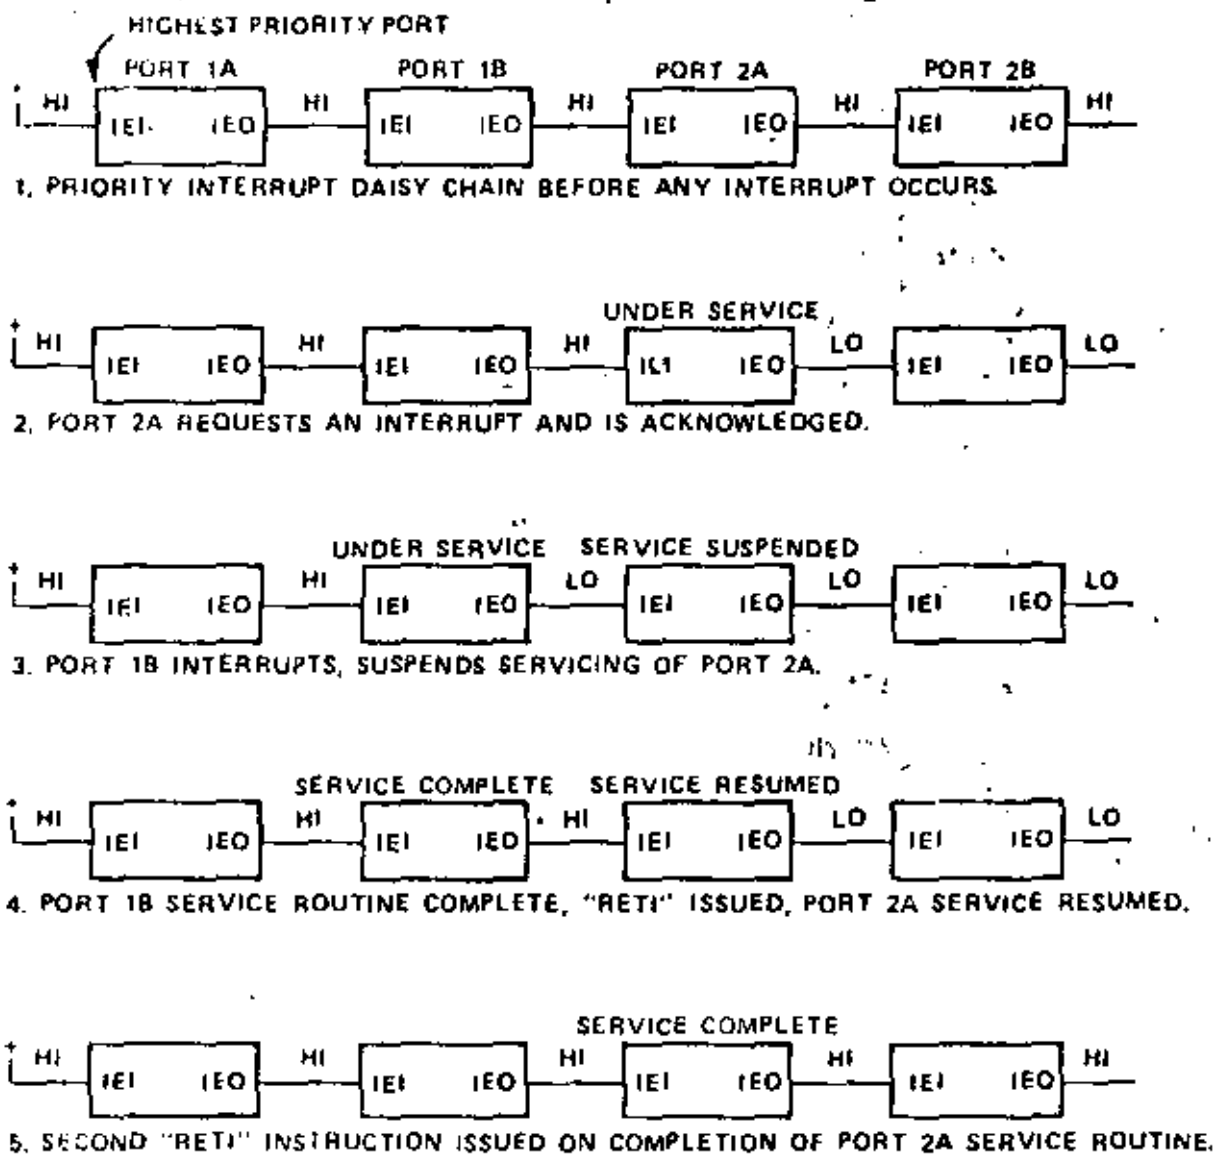 HIGHEST PRIORITY PORT
PORT 1A PORT 1B PORT 2A PORT 2B
+ HI HI HI HI HI
IEI IEO IEI IEO IEI IEO IEI IEO
1. PRIORITY INTERRUPT DAISY CHAIN BEFORE ANY INTERRUPT OCCURS.
UNDER SERVICE
+ HI HI HI LO LO
IEI IEO IEI IEO IEI IEO IEI IEO
2. PORT 2A REQUESTS AN INTERRUPT AND IS ACKNOWLEDGED.
UNDER SERVICE SERVICE SUSPENDED
+ HI HI LO LO LO
IEI IEO IEI IEO IEI IEO IEI IEO
3. PORT 1B INTERRUPTS, SUSPENDS SERVICING OF PORT 2A.
SERVICE COMPLETE SERVICE RESUMED
+ HI HI HI LO LO
IEI IEO IEI IEO IEI IEO IEI IEO
4. PORT 1B SERVICE ROUTINE COMPLETE, "RETI" ISSUED, PORT 2A SERVICE RESUMED.
SERVICE COMPLETE
+ HI HI HI HI HI
IEI IEO IEI IEO IEI IEO IEI IEO
5. SECOND "RETI" INSTRUCTION ISSUED ON COMPLETION OF PORT 2A SERVICE ROUTINE.